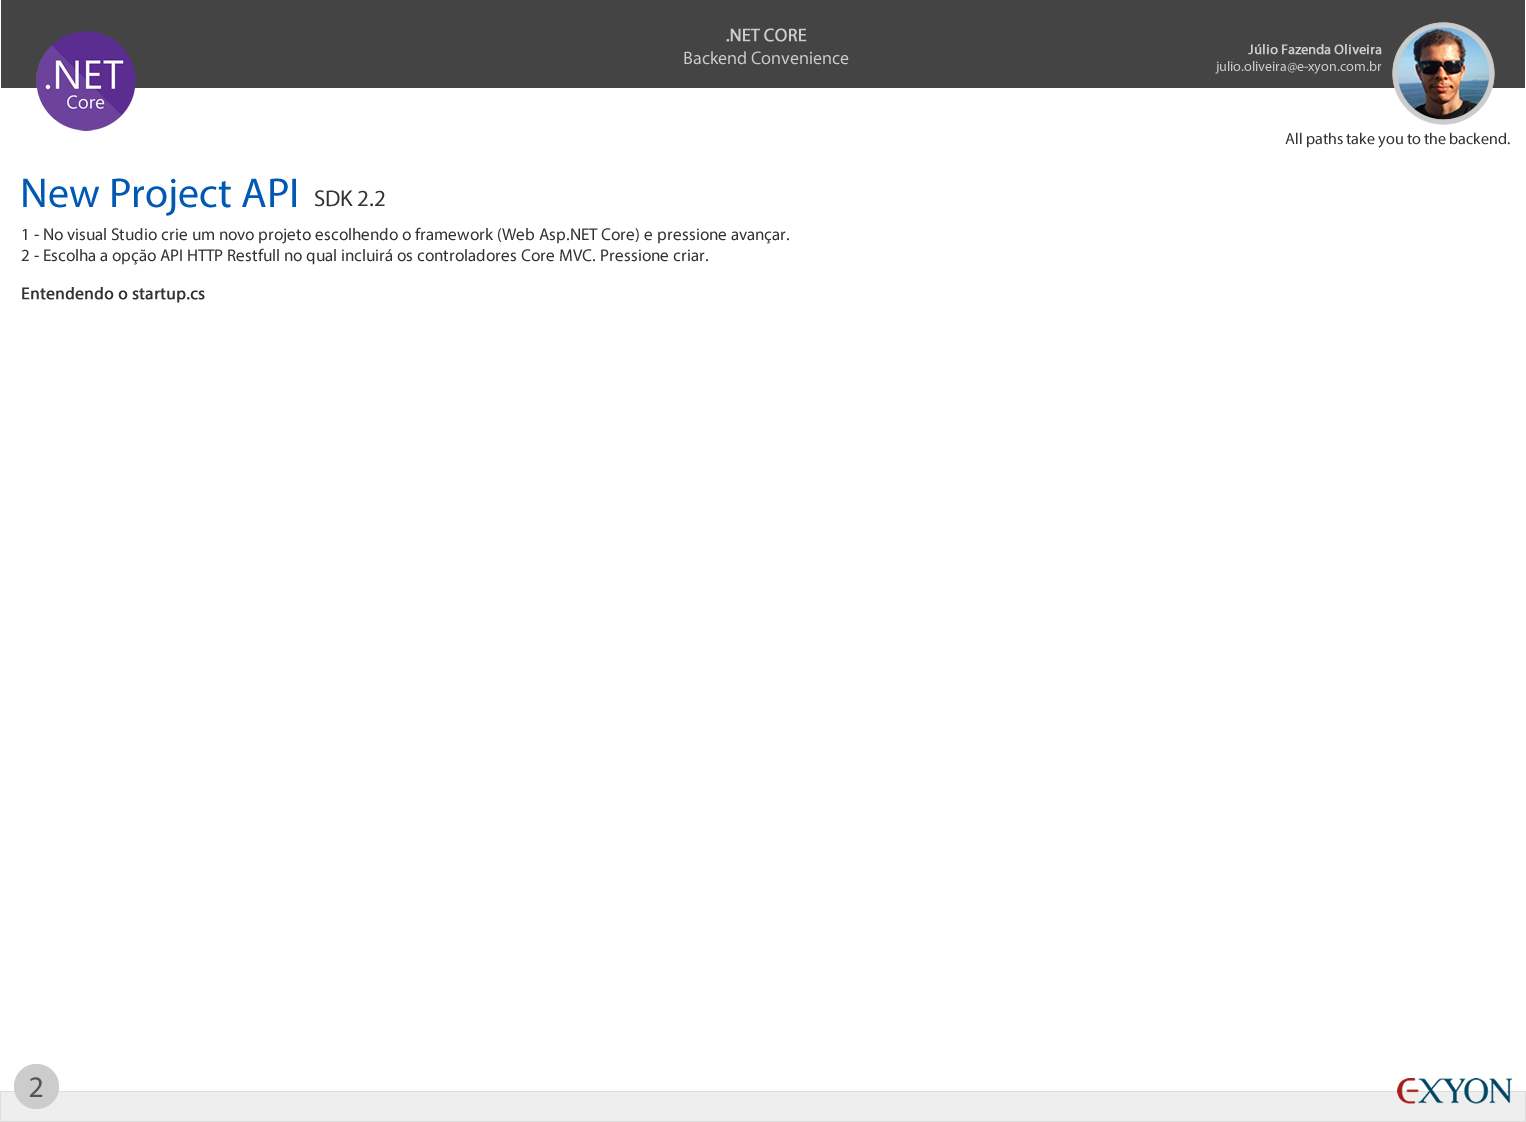 .NET CORE
Backend Convenience
.NET
Core
Júlio Fazenda Oliveira
julio.oliveira@e-xyon.com.br
All paths take you to the backend.
New Project API SDK 2.2
1 - No visual Studio crie um novo projeto escolhendo o framework (Web Asp.NET Core) e pressione avançar.
2 - Escolha a opção API HTTP Restfull no qual incluirá os controladores Core MVC. Pressione criar.
Entendendo o startup.cs
2
E-XYON